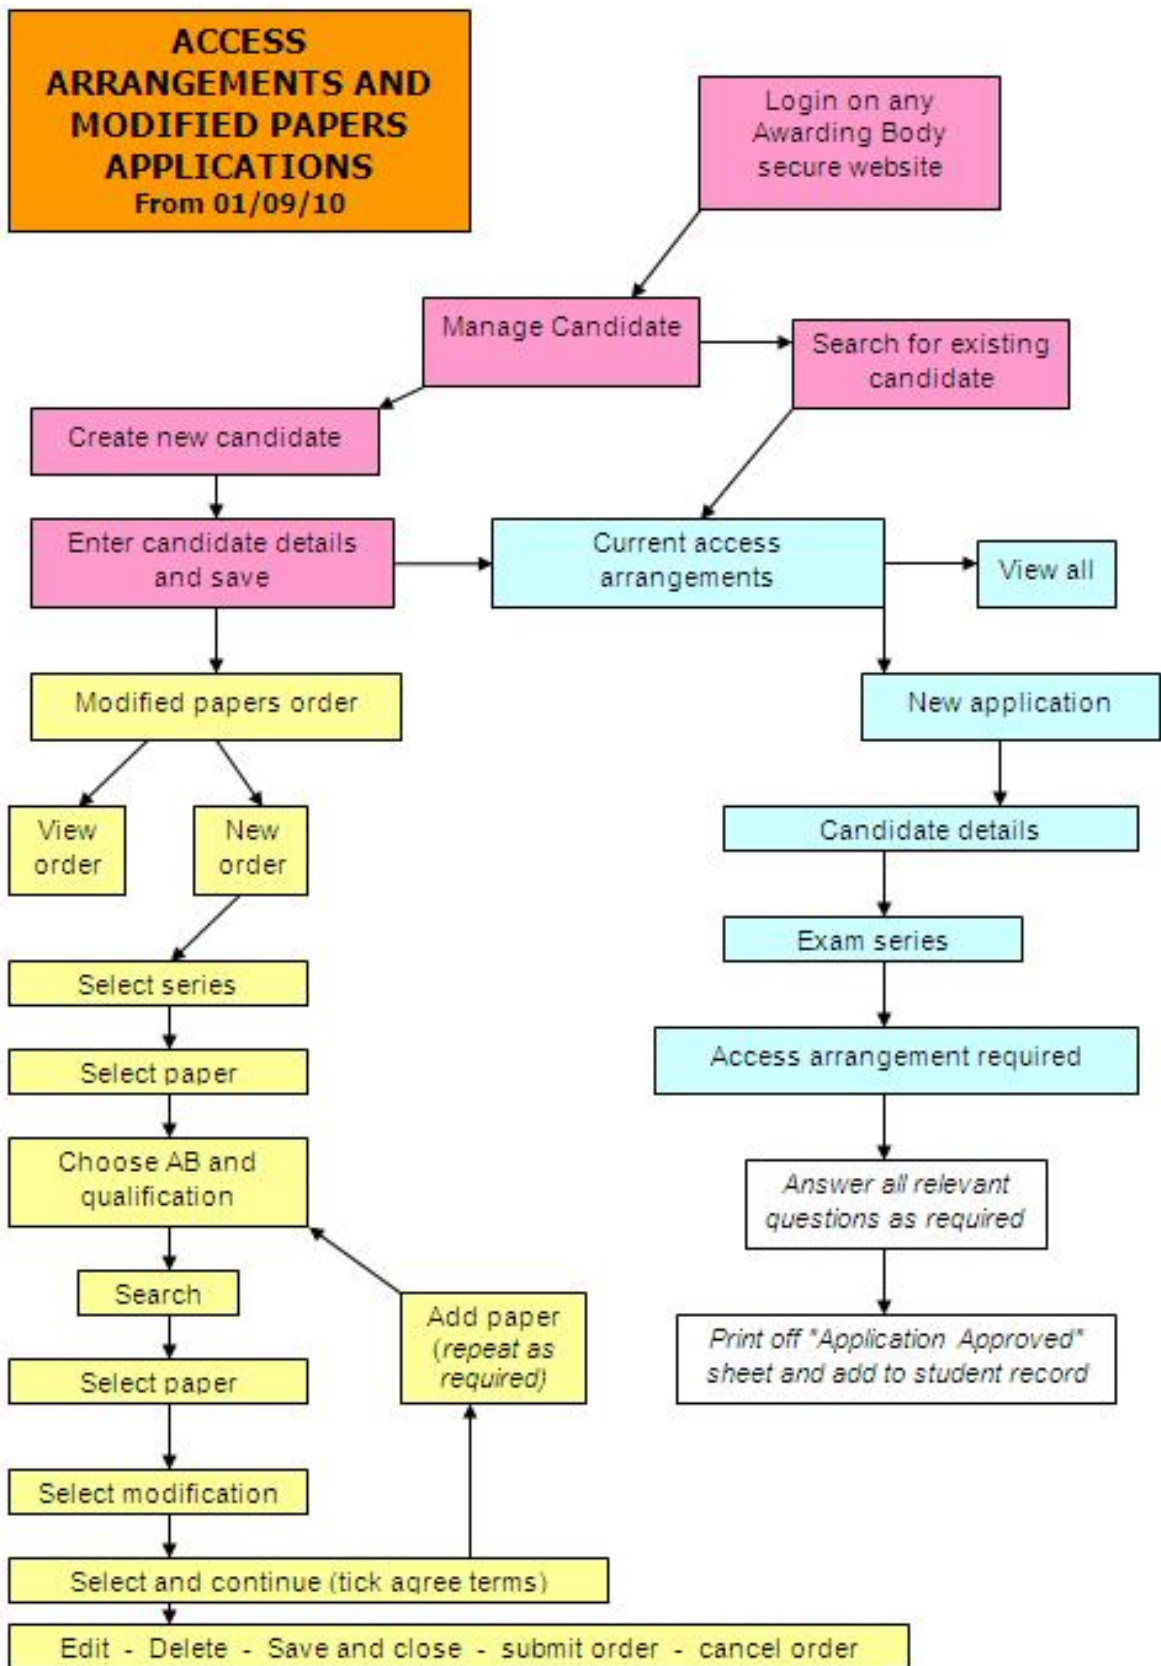 ACCESS
ARRANGEMENTS AND
MODIFIED PAPERS
APPLICATIONS
From 01/09/10
Login on any
Awarding Body
secure website
Manage Candidate
Search for existing
candidate
Create new candidate
Enter candidate details
and save
Current access
arrangements
View all
Modified papers order
New application
View
order
New
order
Candidate details
Exam series
Select series
Access arrangement required
Select paper
Choose AB and
qualification
Answer all relevant
questions as required
Search
Add paper
(repeat as
required)
Print off "Application Approved"
sheet and add to student record
Select paper
Select modification
Select and continue (tick agree terms)
Edit - Delete - Save and close - submit order - cancel order